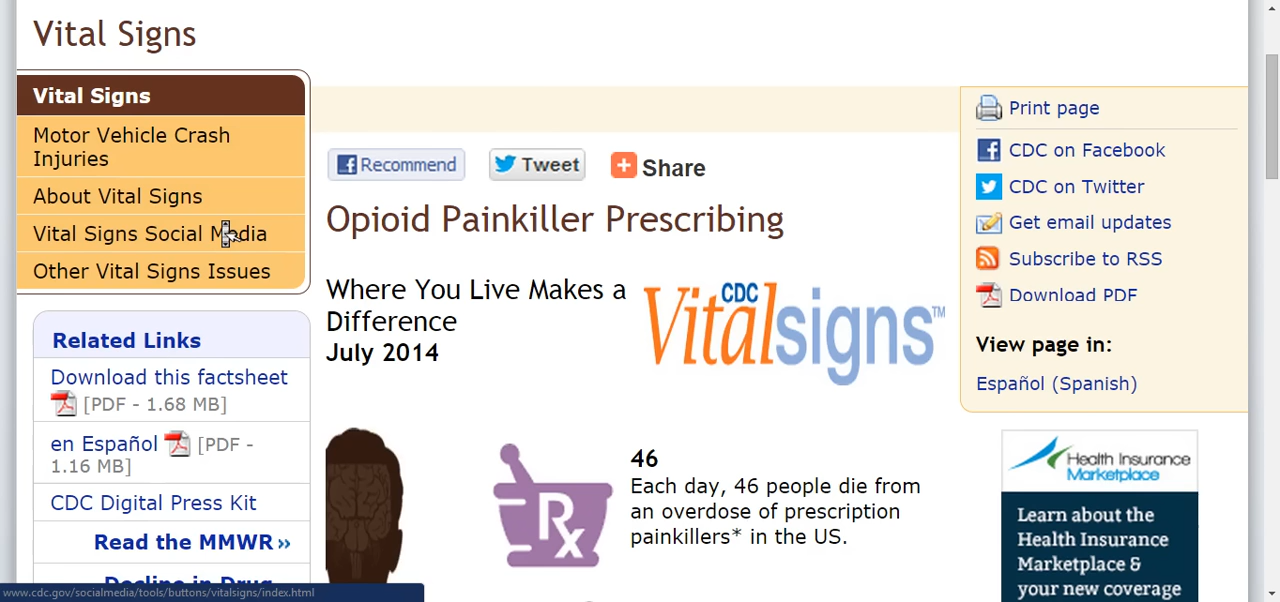 Vital Signs
Vital Signs
Motor Vehicle Crash
Injuries
About Vital Signs
Vital Signs Social Media
Other Vital Signs Issues
Related Links
Download this factsheet
[PDF - 1.68 MB]
en Español [PDF -
1.16 MB]
CDC Digital Press Kit
Read the MMWR »
Decline in Drug
www.cdc.gov/socialmedia/tools/buttons/vitalsigns/index.html
Recommend
Tweet
Share
Opioid Painkiller Prescribing
Where You Live Makes a
Difference
July 2014
CDC
Vitalsigns™
Rx
46
Each day, 46 people die from
an overdose of prescription
painkillers* in the US.
Print page
CDC on Facebook
CDC on Twitter
Get email updates
Subscribe to RSS
Download PDF
View page in:
Español (Spanish)
Health Insurance
Marketplace
Learn about the
Health Insurance
Marketplace &
your new coverage